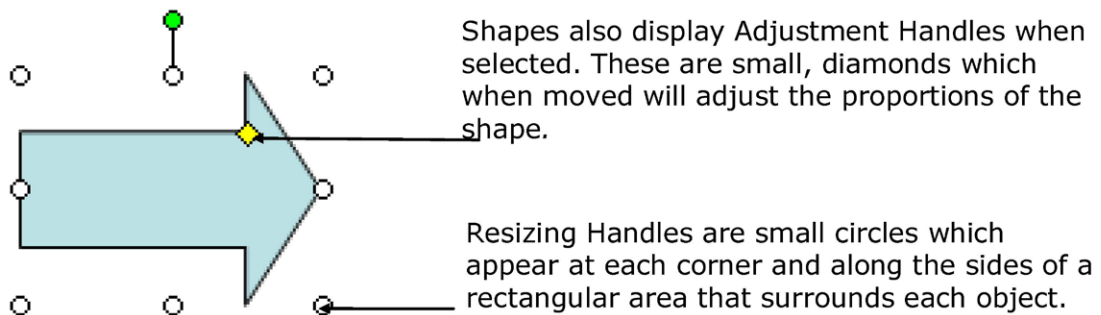 Shapes also display Adjustment Handles when
selected. These are small, diamonds which
when moved will adjust the proportions of the
shape.
Resizing Handles are small circles which
appear at each corner and along the sides of a
rectangular area that surrounds each object.